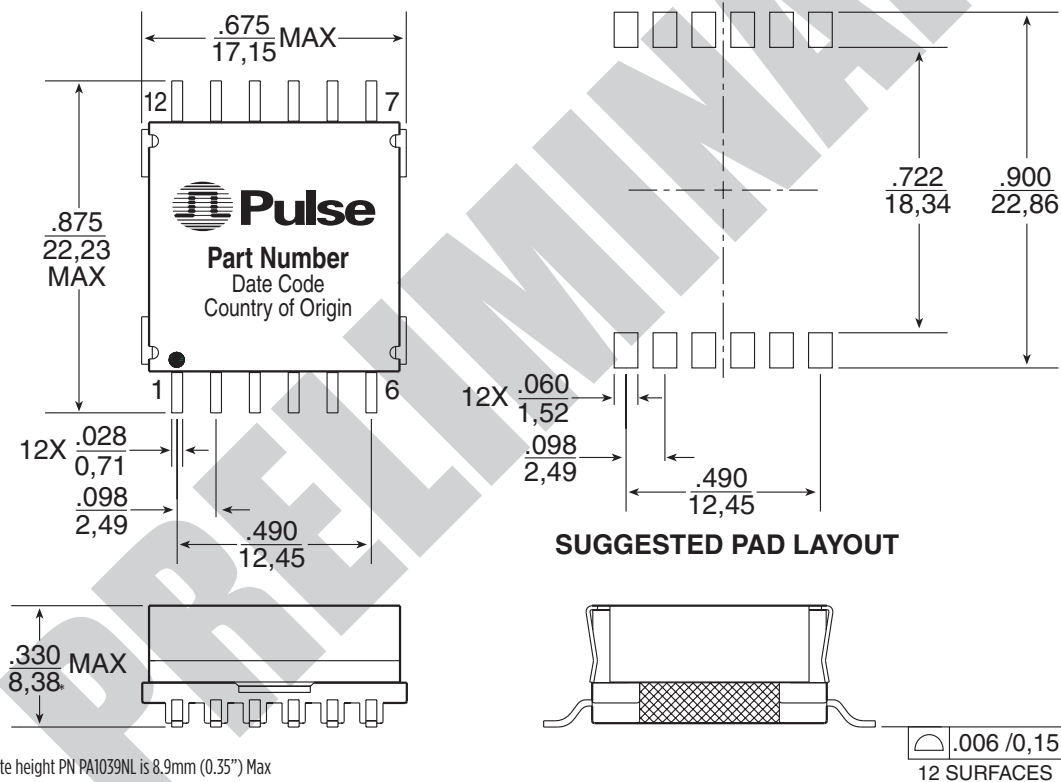 .675
17,15 MAX
12
7
Pulse
Part Number
Date Code
Country of Origin
.875
22,23
MAX
1
6
12X .028
0,71
.098
2,49
.490
12,45
.722
18,34
.900
22,86
12X .060
1,52
.098
2,49
.490
12,45
SUGGESTED PAD LAYOUT
.330 MAX
8,38*
te height PN PA1039NL is 8.9mm (0.35") Max
.006 /0,15
12 SURFACES